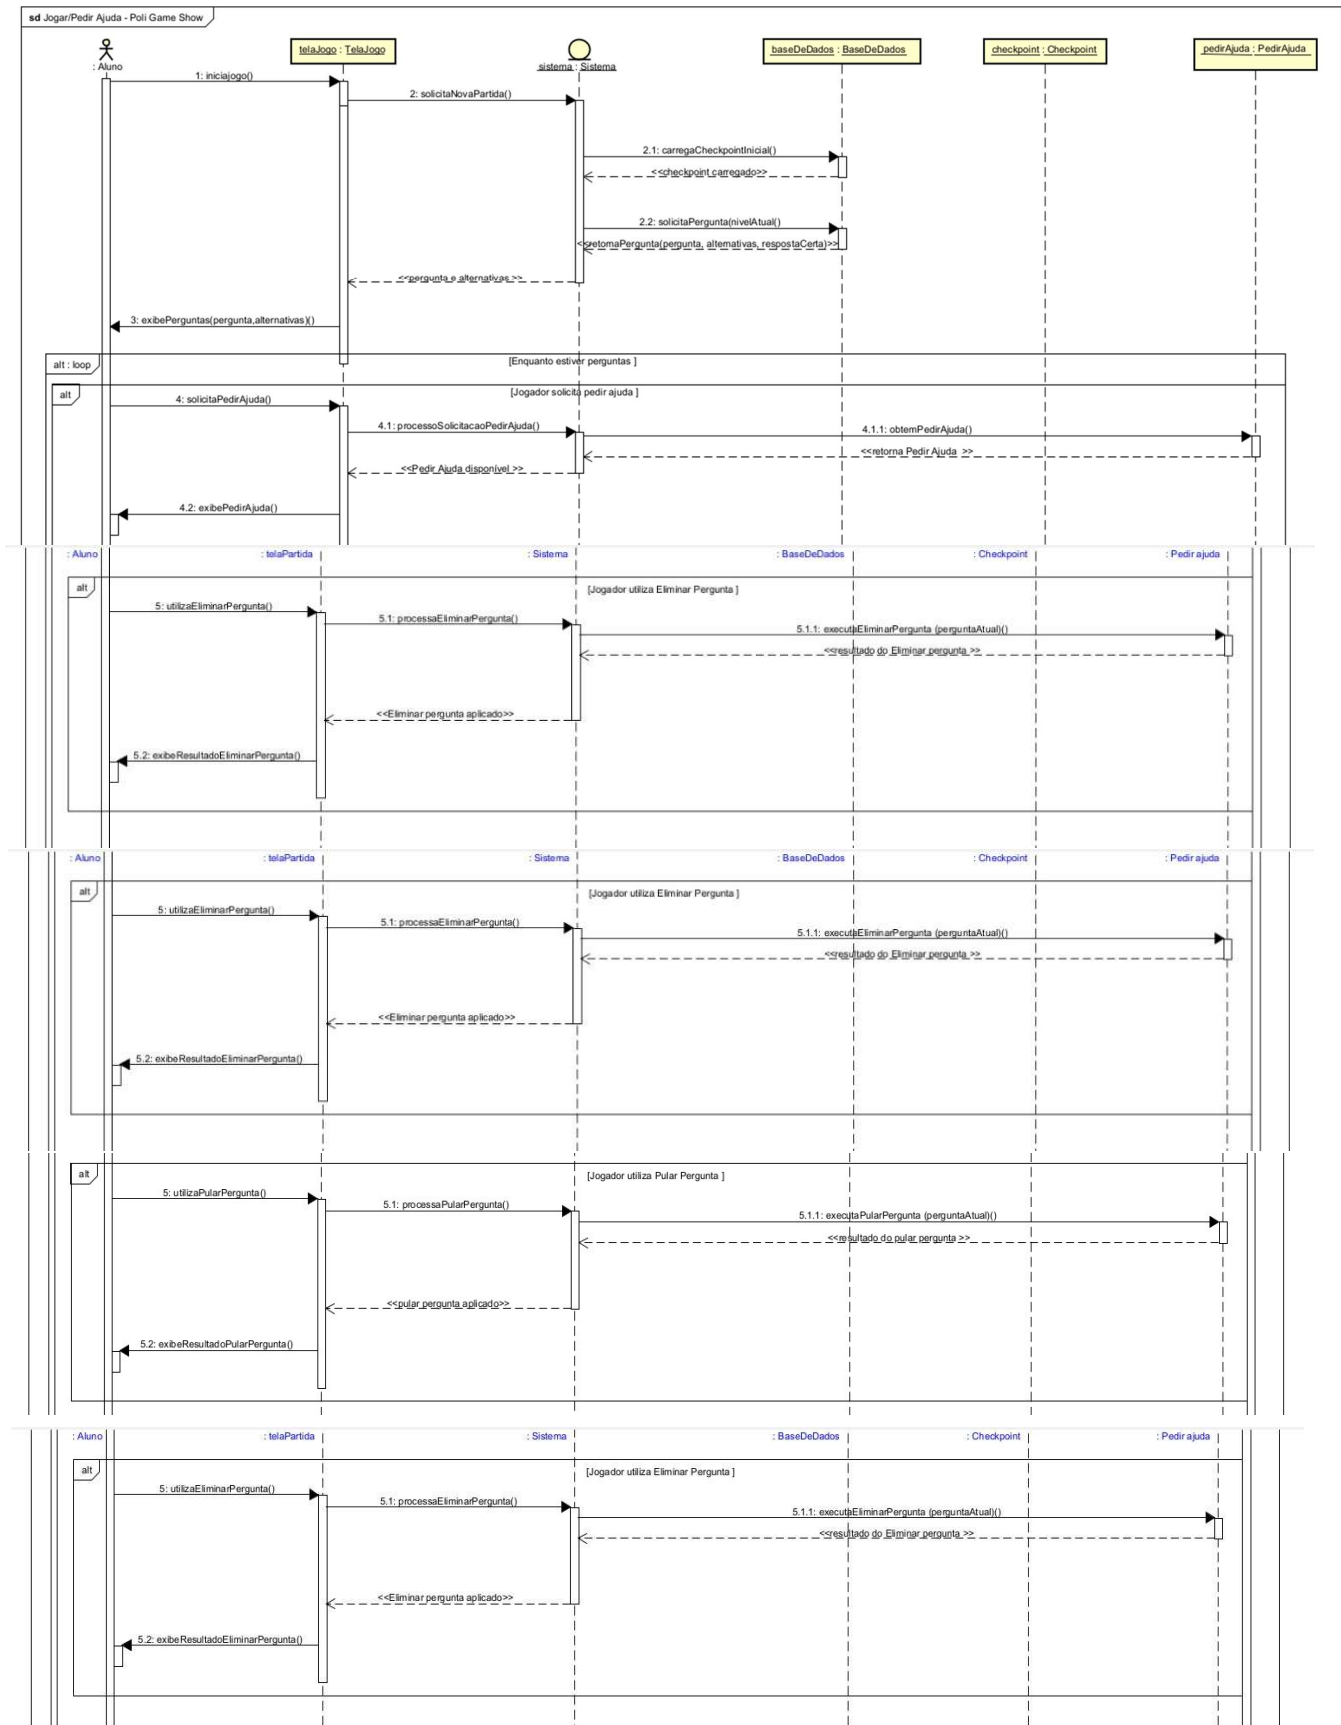 sd Jogar/Pedir Ajuda - Poli Game Show
: Aluno
telaJogo : TelaJogo
sistema : Sistema
baseDeDados : BaseDeDados
checkpoint : Checkpoint
pedirAjuda : PedirAjuda
1: iniciajogo()
2: solicitaNovaPartida()
2.1: carregaCheckpointInicial()
<<checkpoint carregado>>
2.2: solicitaPergunta(nivelAtual()
<<retornaPergunta(pergunta, alternativas, respostaCerta)>>
<<pergunta e alternativas >>
3: exibePerguntas(pergunta,alternativas)()
alt : loop
[Enquanto estiver perguntas ]
alt
[Jogador solicita pedir ajuda ]
4: solicitaPedirAjuda()
4.1: processoSolicitacaoPedirAjuda()
4.1.1: obtemPedirAjuda()
<<retorna Pedir Ajuda >>
<<Pedir Ajuda disponível >>
4.2: exibePedirAjuda()
: Aluno
: telaPartida
: Sistema
: BaseDeDados
: Checkpoint
: Pedir ajuda
alt
[Jogador utiliza Eliminar Pergunta ]
5: utilizaEliminarPergunta()
5.1: processaEliminarPergunta()
5.1.1: executaEliminarPergunta (perguntaAtual)()
<<resultado do Eliminar pergunta >>
<<Eliminar pergunta aplicado>>
5.2: exibeResultadoEliminarPergunta()
: Aluno
: telaPartida
: Sistema
: BaseDeDados
: Checkpoint
: Pedir ajuda
alt
[Jogador utiliza Eliminar Pergunta ]
5: utilizaEliminarPergunta()
5.1: processaEliminarPergunta()
5.1.1: executaEliminarPergunta (perguntaAtual)()
<<resultado do Eliminar pergunta >>
<<Eliminar pergunta aplicado>>
5.2: exibeResultadoEliminarPergunta()
alt
[Jogador utiliza Pular Pergunta ]
5: utilizaPularPergunta()
5.1: processaPularPergunta()
5.1.1: executaPularPergunta (perguntaAtual)()
<<resultado do pular pergunta >>
<<pular pergunta aplicado>>
5.2: exibeResultadoPularPergunta()
: Aluno
: telaPartida
: Sistema
: BaseDeDados
: Checkpoint
: Pedir ajuda
alt
[Jogador utiliza Eliminar Pergunta ]
5: utilizaEliminarPergunta()
5.1: processaEliminarPergunta()
5.1.1: executaEliminarPergunta (perguntaAtual)()
<<resultado do Eliminar pergunta >>
<<Eliminar pergunta aplicado>>
5.2: exibeResultadoEliminarPergunta()